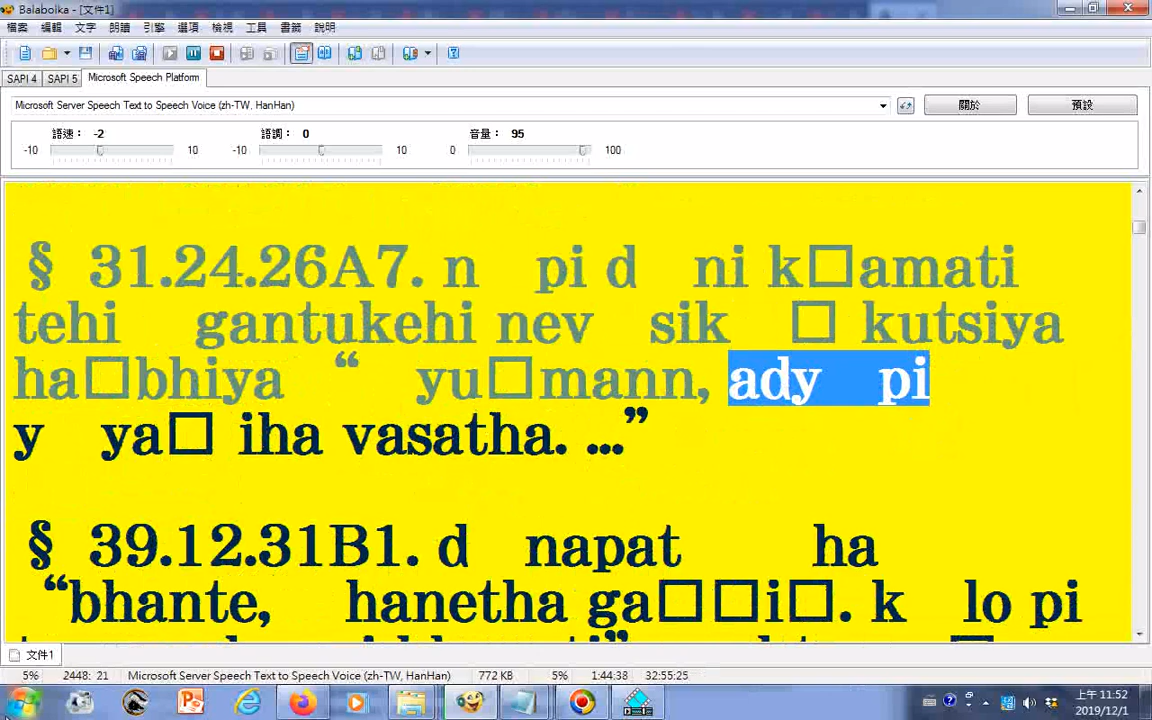 Balabolka - [文件1]
檔案 編輯 文字 朗讀 引擎 選項 檢視 工具 書籤 說明
SAPI 4 SAPI 5 Microsoft Speech Platform
Microsoft Server Speech Text to Speech Voice (zh-TW, HanHan) 關於 預設
語速： -2 語調： 0 音量： 95
-10 10 -10 10 0 100
§ 31.24.26A7. n pi d ni k□amati
tehi gantukehi nev sik □ kutsiya
ha□bhiya “ yu□mann, ady pi
y ya□ iha vasatha. ...”
§ 39.12.31B1. d napat ha
“bhante, hanetha ga□□i□. k lo pi
文件1
5% 2448: 21 Microsoft Server Speech Text to Speech Voice (zh-TW, HanHan) 772 KB 5% 1:44:38 32:55:25
上午 11:52
2019/12/1